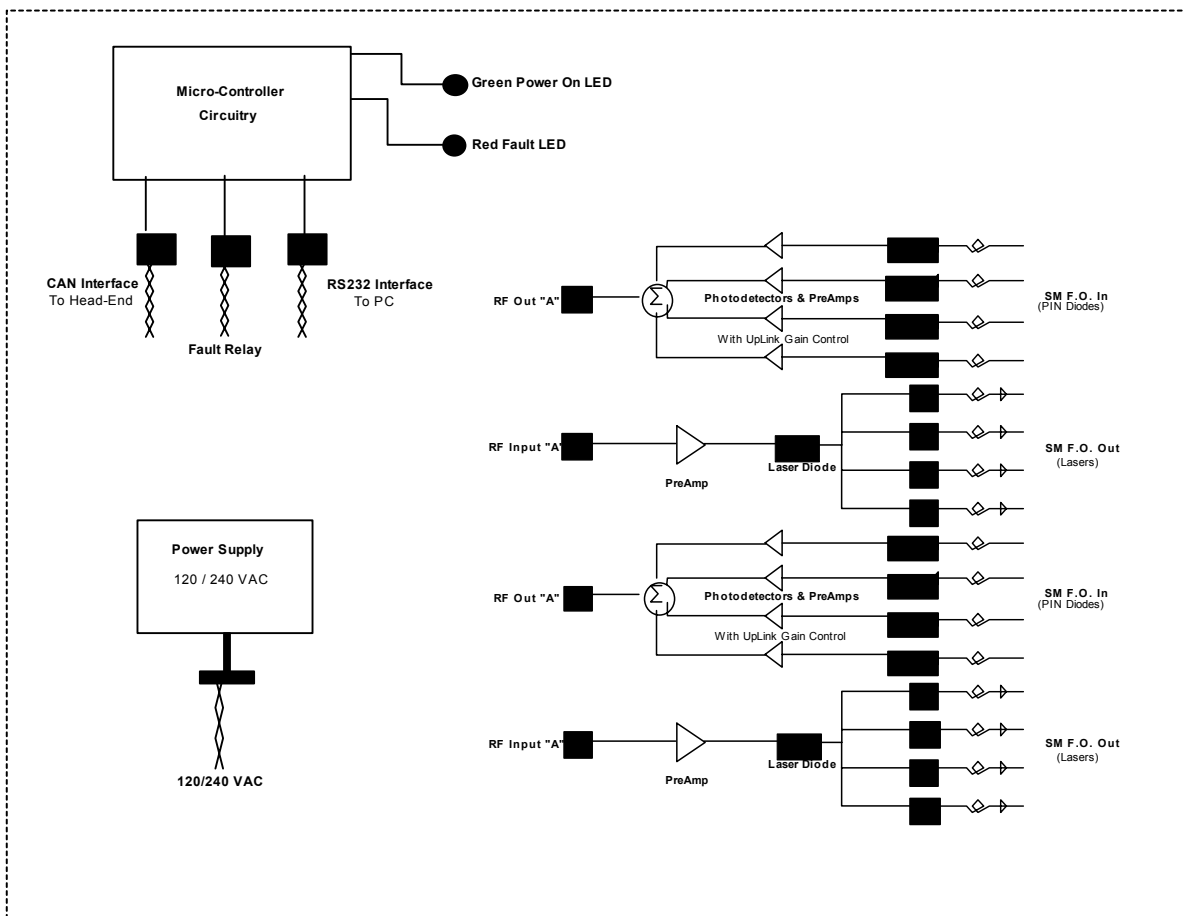 Micro-Controller
Circuitry
Green Power On LED
Red Fault LED
CAN Interface
To Head-End
Fault Relay
RS232 Interface
To PC
Power Supply
120 / 240 VAC
120/240 VAC
RF Out "A"
Σ
Photodetectors & PreAmps
With UpLink Gain Control
SM F.O. In
(PIN Diodes)
RF Input "A"
PreAmp
Laser Diode
SM F.O. Out
(Lasers)
RF Out "A"
Σ
Photodetectors & PreAmps
With UpLink Gain Control
SM F.O. In
(PIN Diodes)
RF Input "A"
PreAmp
Laser Diode
SM F.O. Out
(Lasers)